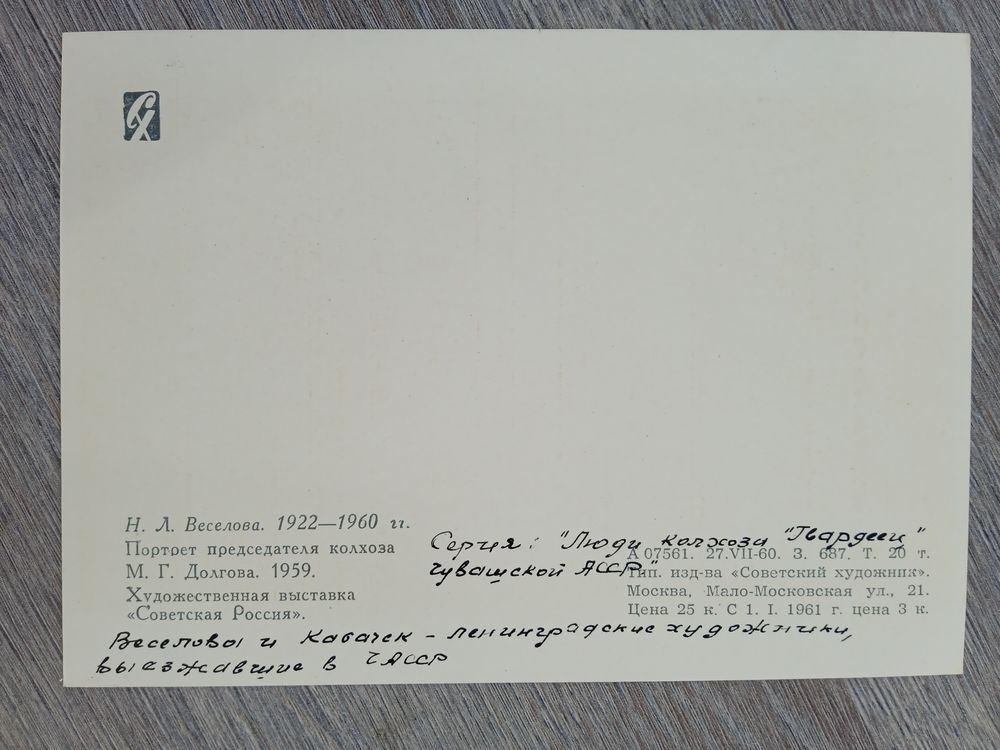 СХ
Н. Л. Веселова. 1922—1960 гг.
Портрет председателя колхоза
М. Г. Долгова. 1959.
Художественная выставка
«Советская Россия».
Серия: "Люди колхоза "Гвардеец"
Чувашской АССР"
А 07561. 27.VII-60. З. 687. Т. 20 т.
Тип. изд-ва «Советский художник».
Москва, Мало-Московская ул., 21.
Цена 25 к. С 1. I. 1961 г. цена 3 к.
Веселова и Кабачек - ленинградские художники,
выезжавшие в ЧАССР